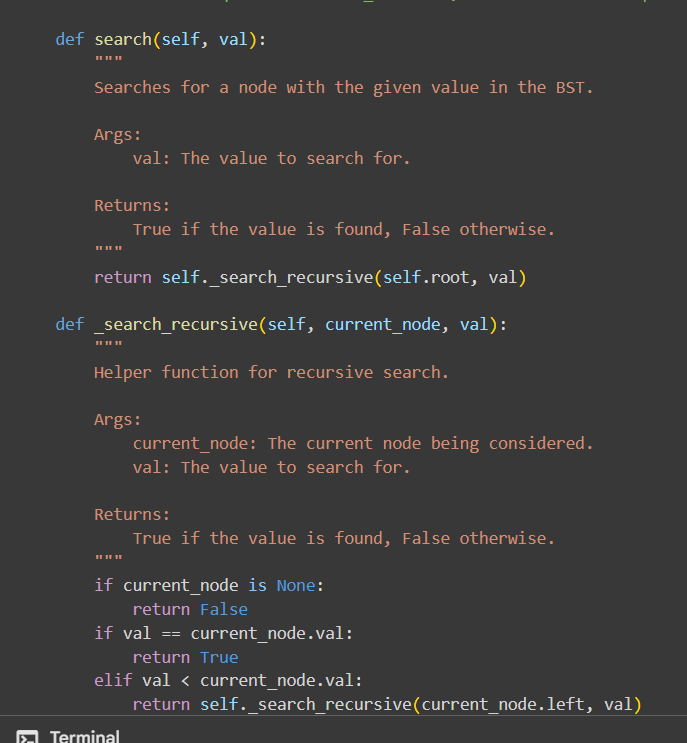 def search(self, val):
"""
Searches for a node with the given value in the BST.
Args:
val: The value to search for.
Returns:
True if the value is found, False otherwise.
"""
return self._search_recursive(self.root, val)
def _search_recursive(self, current_node, val):
"""
Helper function for recursive search.
Args:
current_node: The current node being considered.
val: The value to search for.
Returns:
True if the value is found, False otherwise.
"""
if current_node is None:
return False
if val == current_node.val:
return True
elif val < current_node.val:
return self._search_recursive(current_node.left, val)
Terminal